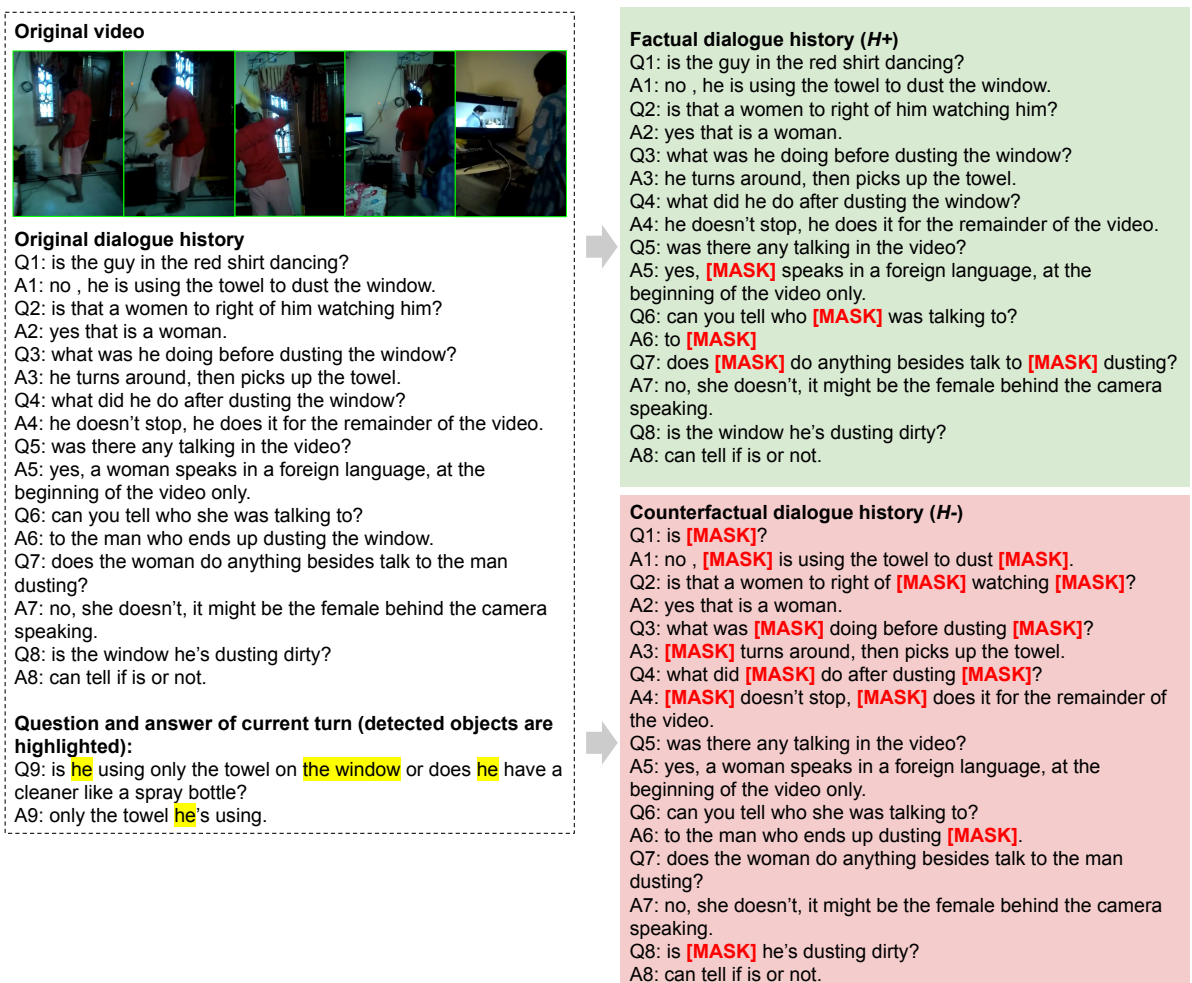 Original video
Original dialogue history
Q1: is the guy in the red shirt dancing?
A1: no , he is using the towel to dust the window.
Q2: is that a women to right of him watching him?
A2: yes that is a woman.
Q3: what was he doing before dusting the window?
A3: he turns around, then picks up the towel.
Q4: what did he do after dusting the window?
A4: he doesn't stop, he does it for the remainder of the video.
Q5: was there any talking in the video?
A5: yes, a woman speaks in a foreign language, at the
beginning of the video only.
Q6: can you tell who she was talking to?
A6: to the man who ends up dusting the window.
Q7: does the woman do anything besides talk to the man
dusting?
A7: no, she doesn't, it might be the female behind the camera
speaking.
Q8: is the window he's dusting dirty?
A8: can tell if is or not.
Question and answer of current turn (detected objects are
highlighted):
Q9: is he using only the towel on the window or does he have a
cleaner like a spray bottle?
A9: only the towel he's using.
Factual dialogue history (H+)
Q1: is the guy in the red shirt dancing?
A1: no , he is using the towel to dust the window.
Q2: is that a women to right of him watching him?
A2: yes that is a woman.
Q3: what was he doing before dusting the window?
A3: he turns around, then picks up the towel.
Q4: what did he do after dusting the window?
A4: he doesn't stop, he does it for the remainder of the video.
Q5: was there any talking in the video?
A5: yes, [MASK] speaks in a foreign language, at the
beginning of the video only.
Q6: can you tell who [MASK] was talking to?
A6: to [MASK]
Q7: does [MASK] do anything besides talk to [MASK] dusting?
A7: no, she doesn't, it might be the female behind the camera
speaking.
Q8: is the window he's dusting dirty?
A8: can tell if is or not.
Counterfactual dialogue history (H-)
Q1: is [MASK]?
A1: no , [MASK] is using the towel to dust [MASK].
Q2: is that a women to right of [MASK] watching [MASK]?
A2: yes that is a woman.
Q3: what was [MASK] doing before dusting [MASK]?
A3: [MASK] turns around, then picks up the towel.
Q4: what did [MASK] do after dusting [MASK]?
A4: [MASK] doesn't stop, [MASK] does it for the remainder of
the video.
Q5: was there any talking in the video?
A5: yes, a woman speaks in a foreign language, at the
beginning of the video only.
Q6: can you tell who she was talking to?
A6: to the man who ends up dusting [MASK].
Q7: does the woman do anything besides talk to the man
dusting?
A7: no, she doesn't, it might be the female behind the camera
speaking.
Q8: is [MASK] he's dusting dirty?
A8: can tell if is or not.